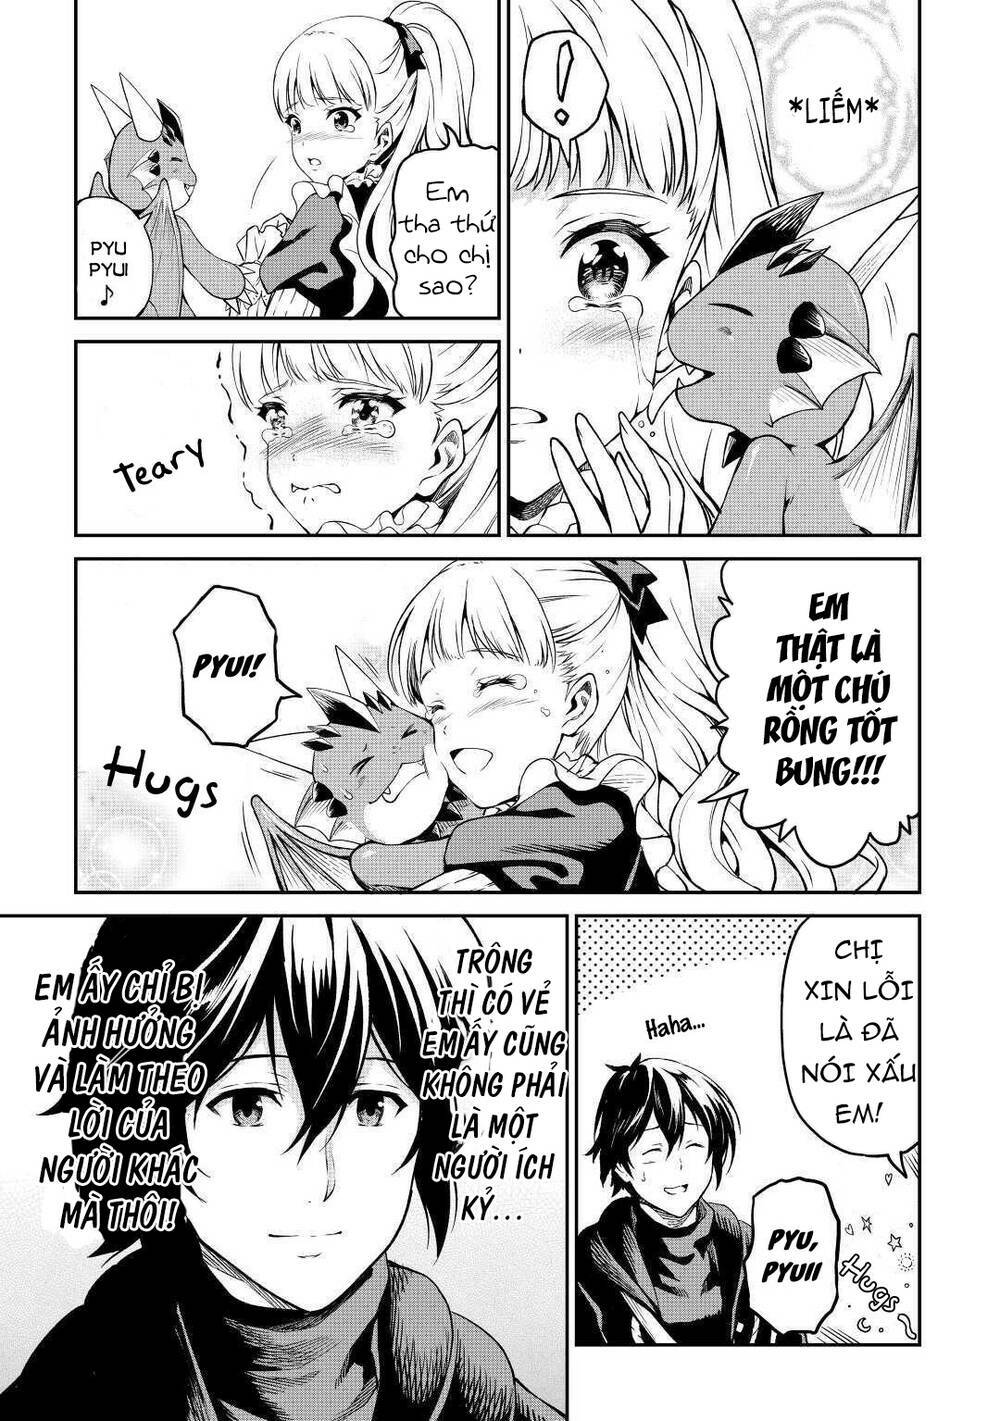 *LIẾM*
!
Em
tha thứ
cho chị
sao?
PYU
PYUI
♪
Teary
EM
THẬT LÀ
MỘT CHÚ
RỒNG TỐT
BUNG!!!
PYUI!
Hugs
CHỊ
XIN LỖI
LÀ ĐÃ
NÓI XẤU
EM!
Haha...
PYU,
PYUII
Hugs
TRÔNG
THÌ CÓ VẺ
EM ẤY CŨNG
KHÔNG PHẢI
LÀ MỘT
NGƯỜI ÍCH
KỶ...
EM ẤY CHỈ BỊ
ẢNH HƯỞNG
VÀ LÀM THEO
LỜI CỦA
NGƯỜI KHÁC
MÀ THÔI!